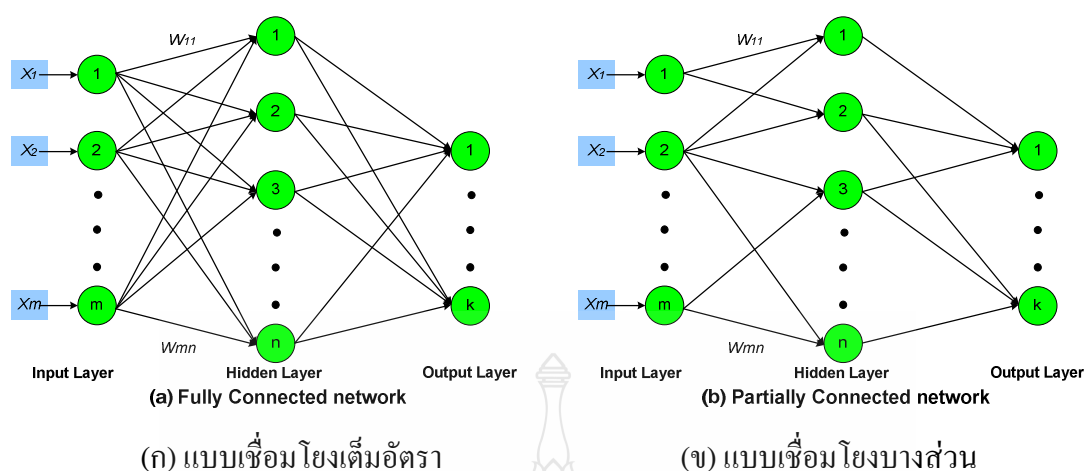 W11
1
X1
1
2
X2
2
1
3
Xm
m
k
n
Wmn
Input Layer
Hidden Layer
Output Layer
(a) Fully Connected network
(ก) แบบเชื่อมโยงเต็มอัตรา
W11
1
X1
1
2
X2
2
1
3
Xm
m
k
n
Wmn
Input Layer
Hidden Layer
Output Layer
(b) Partially Connected network
(ข) แบบเชื่อมโยงบางส่วน